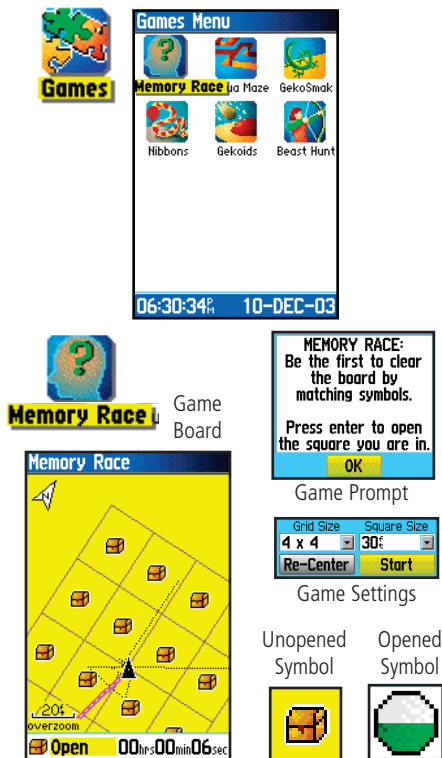 Games
Games Menu
Memory Race ua Maze GekoSmak
Nibbons Gekoids Beast Hunt
06:30:34PM 10-DEC-03
Memory Race
Game
Board
MEMORY RACE:
Be the first to clear
the board by
matching symbols.
Press enter to open
the square you are in.
OK
Game Prompt
Memory Race
N
20ft
overzoom
Open 00hrs00min06sec
Grid Size Square Size
4 x 4 30ft
Re-Center Start
Game Settings
Unopened
Symbol
Opened
Symbol